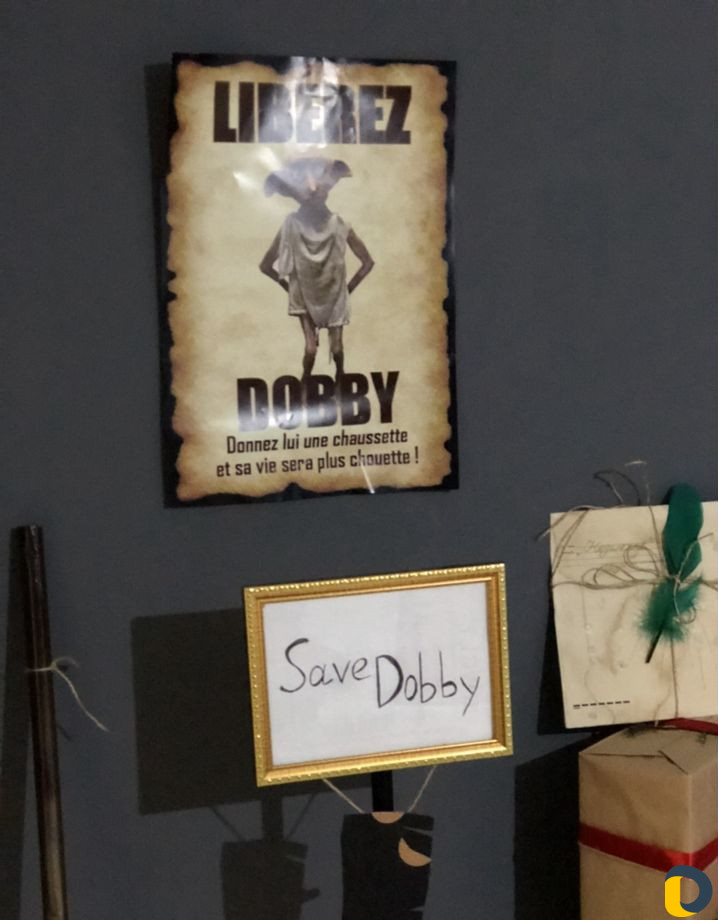 LIBEREZ
DOBBY
Donnez lui une chaussette
et sa vie sera plus chouette !
Save Dobby